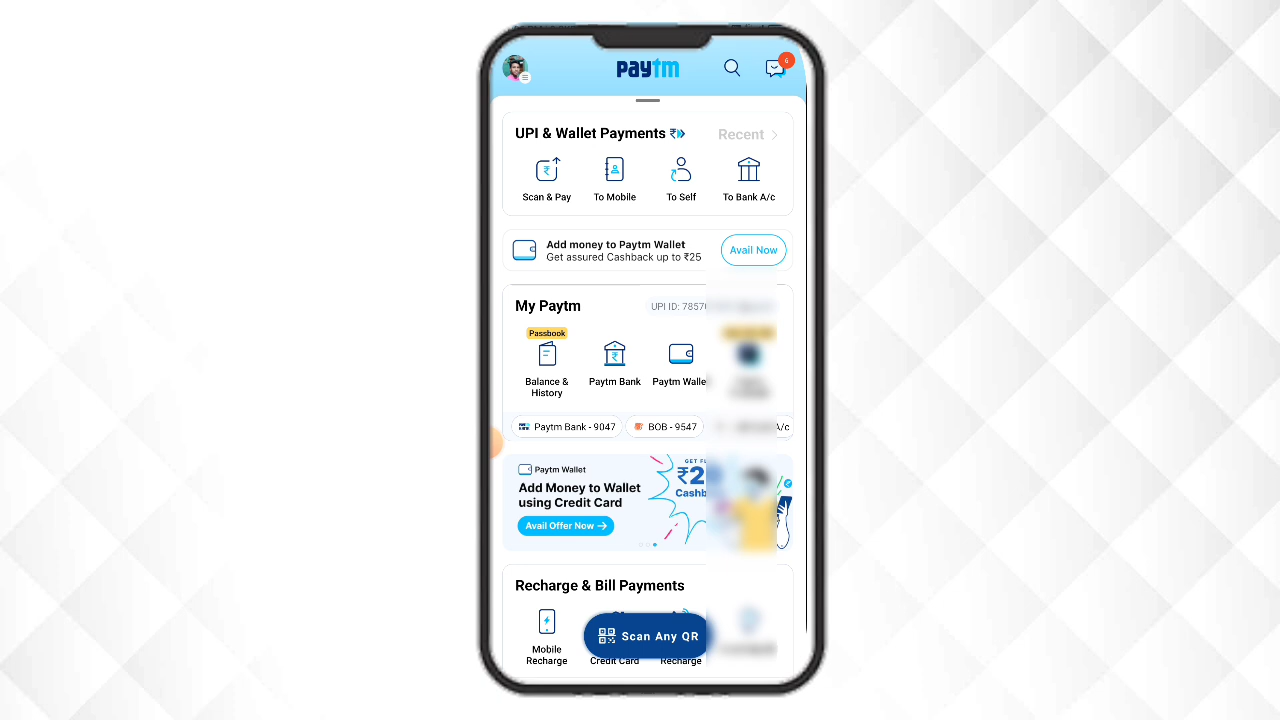 paytm
6
UPI & Wallet Payments ₹
Recent >
Scan & Pay
To Mobile
To Self
To Bank A/c
Add money to Paytm Wallet
Get assured Cashback up to ₹25
Avail Now
My Paytm
UPI ID: 7857
Passbook
Balance & History
Paytm Bank
Paytm Walle
Paytm Bank - 9047
BOB - 9547
A/c
Paytm Wallet
Add Money to Wallet
using Credit Card
Avail Offer Now →
GET F
₹2
Cashb
Recharge & Bill Payments
Mobile
Recharge
Credit Card
Recharge
Scan Any QR